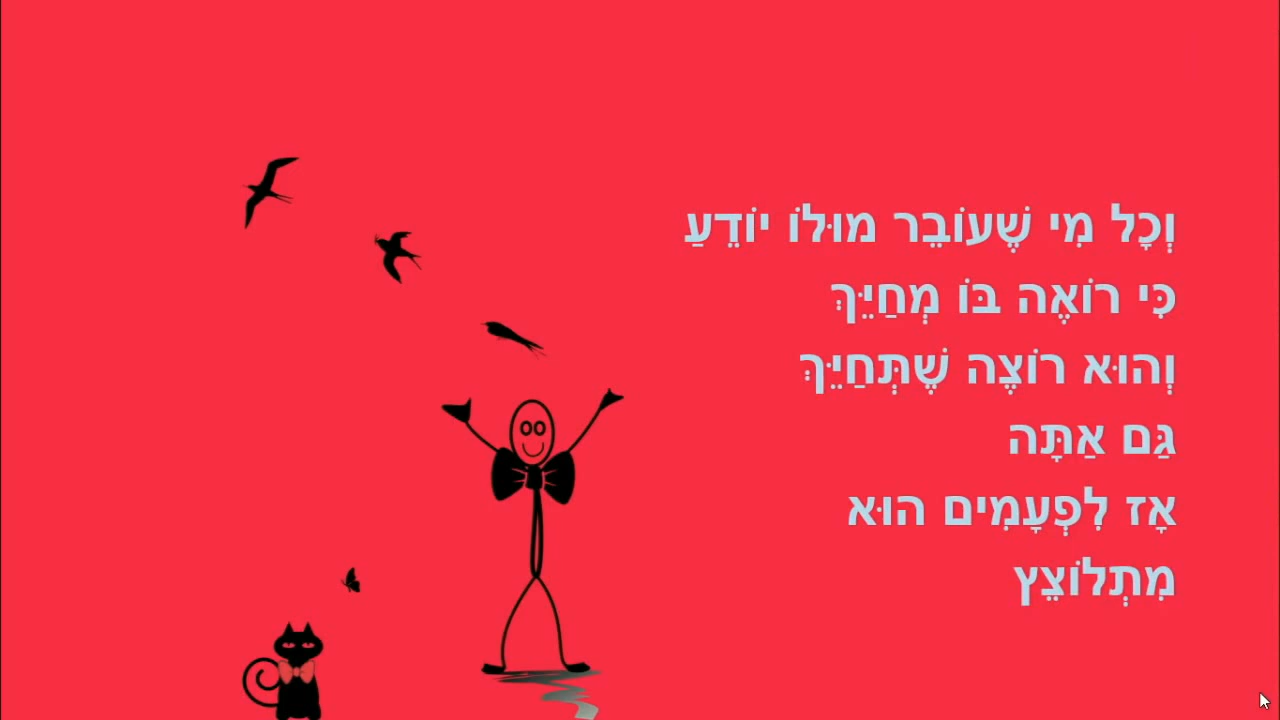 וְכָל מִי שֶׁעוֹבֵר מוּלוֹ יוֹדֵעַ
כִּי רוֹאֶה בּוֹ מְחַיֵּךְ
וְהוּא רוֹצֶה שֶׁתְּחַיֵּךְ
גַּם אַתָּה
אָז לִפְעָמִים הוּא
מִתְלוֹצֵץ